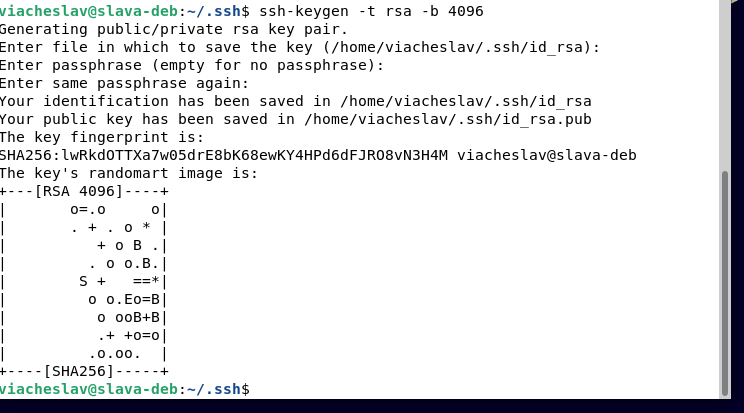 viacheslav@slava-deb:~/.ssh$ ssh-keygen -t rsa -b 4096
Generating public/private rsa key pair.
Enter file in which to save the key (/home/viacheslav/.ssh/id_rsa):
Enter passphrase (empty for no passphrase):
Enter same passphrase again:
Your identification has been saved in /home/viacheslav/.ssh/id_rsa
Your public key has been saved in /home/viacheslav/.ssh/id_rsa.pub
The key fingerprint is:
SHA256:lwRkdOTTXa7w05drE8bK68ewKY4HPd6dFJRO8vN3H4M viacheslav@slava-deb
The key's randomart image is:
+---[RSA 4096]----+
|       o=.o     o|
|       . + . o * |
|          + o B .|
|         . o o.B.|
|        S +   ==*|
|         o o.Eo=B|
|          o ooB+B|
|          .+ +o=o|
|         .o.oo.  |
+----[SHA256]-----+
viacheslav@slava-deb:~/.ssh$